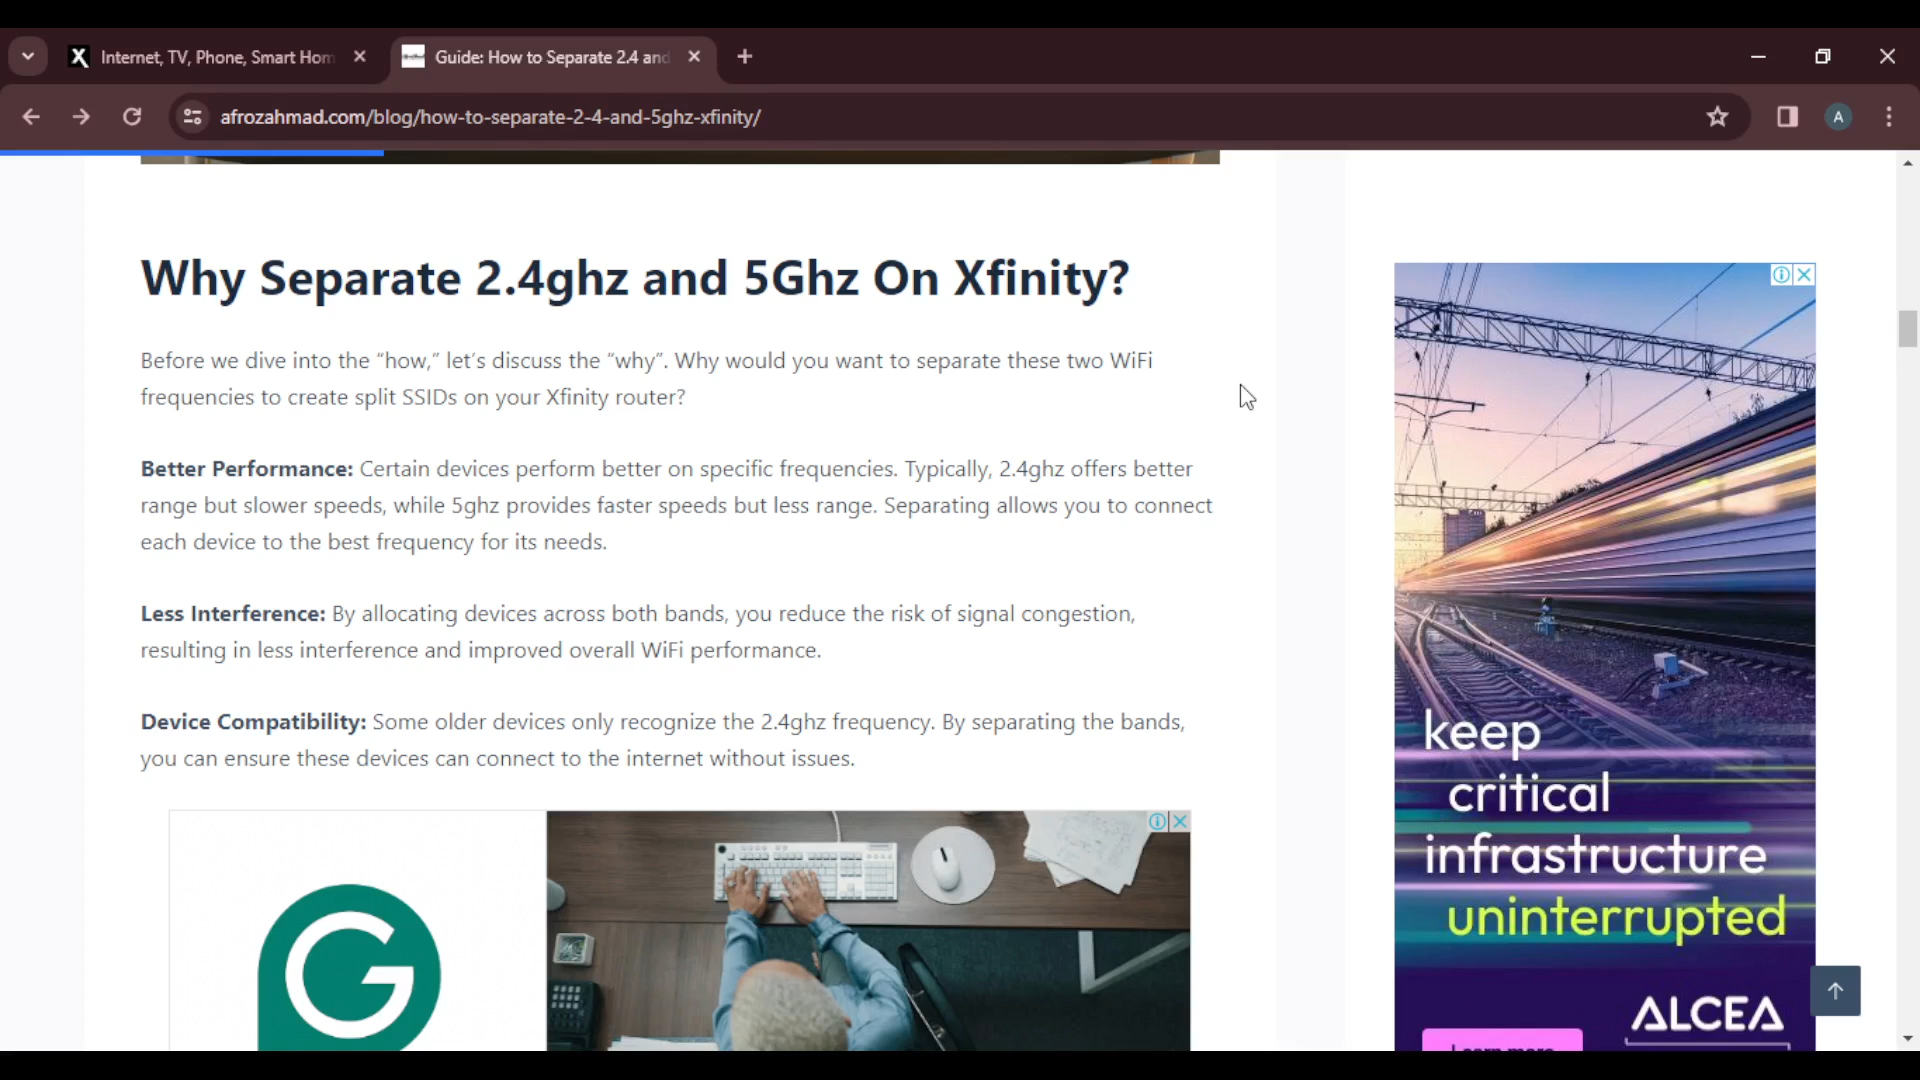 Internet, TV, Phone, Smart Hom
Guide: How to Separate 2.4 and
afrozahmad.com/blog/how-to-separate-2-4-and-5ghz-xfinity/
A
Why Separate 2.4ghz and 5Ghz On Xfinity?
Before we dive into the “how,” let’s discuss the “why”. Why would you want to separate these two WiFi
frequencies to create split SSIDs on your Xfinity router?
Better Performance: Certain devices perform better on specific frequencies. Typically, 2.4ghz offers better
range but slower speeds, while 5ghz provides faster speeds but less range. Separating allows you to connect
each device to the best frequency for its needs.
Less Interference: By allocating devices across both bands, you reduce the risk of signal congestion,
resulting in less interference and improved overall WiFi performance.
Device Compatibility: Some older devices only recognize the 2.4ghz frequency. By separating the bands,
you can ensure these devices can connect to the internet without issues.
G
keep
critical
infrastructure
uninterrupted
ALCEA
Learn more